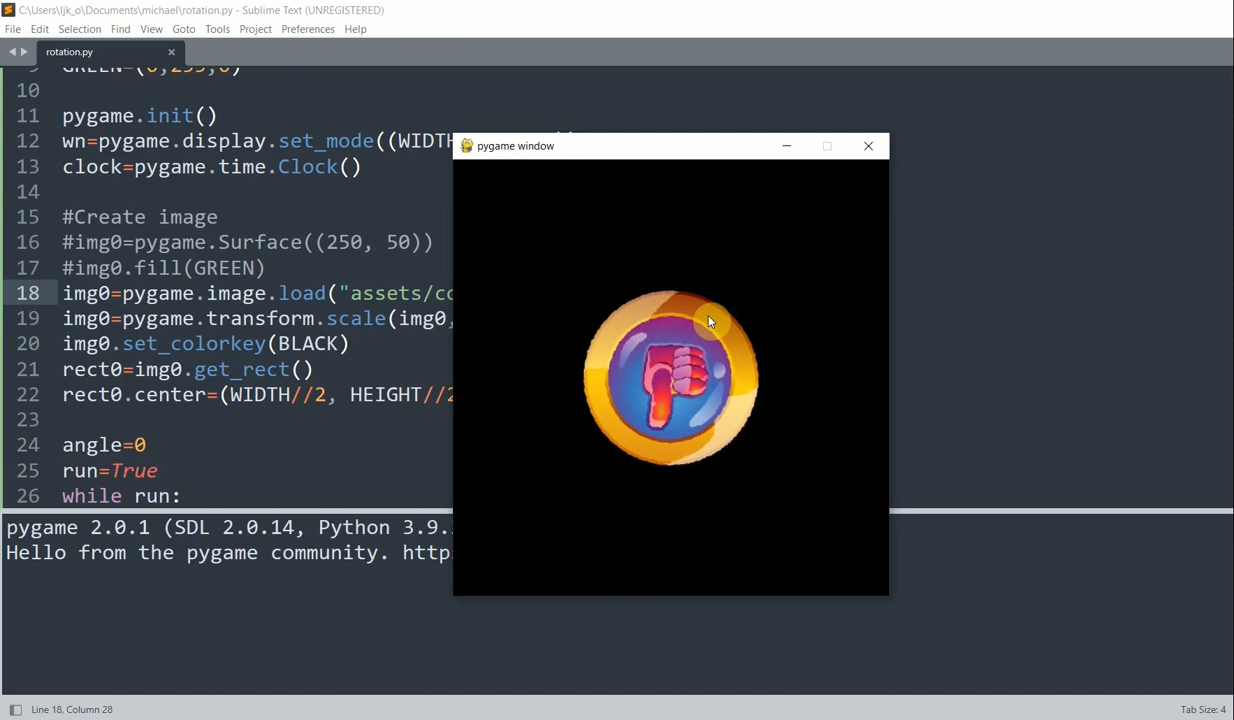 C:\Users\ljk_o\Documents\michael\rotation.py - Sublime Text (UNREGISTERED)
File Edit Selection Find View Goto Tools Project Preferences Help
rotation.py
10
11 pygame.init()
12 wn=pygame.display.set_mode((WIDTH
13 clock=pygame.time.Clock()
14
15 #Create image
16 #img0=pygame.Surface((250, 50))
17 #img0.fill(GREEN)
18 img0=pygame.image.load("assets/co
19 img0=pygame.transform.scale(img0,
20 img0.set_colorkey(BLACK)
21 rect0=img0.get_rect()
22 rect0.center=(WIDTH//2, HEIGHT//2
23
24 angle=0
25 run=True
26 while run:
pygame window
pygame 2.0.1 (SDL 2.0.14, Python 3.9.
Hello from the pygame community. http
Line 18, Column 28
Tab Size: 4